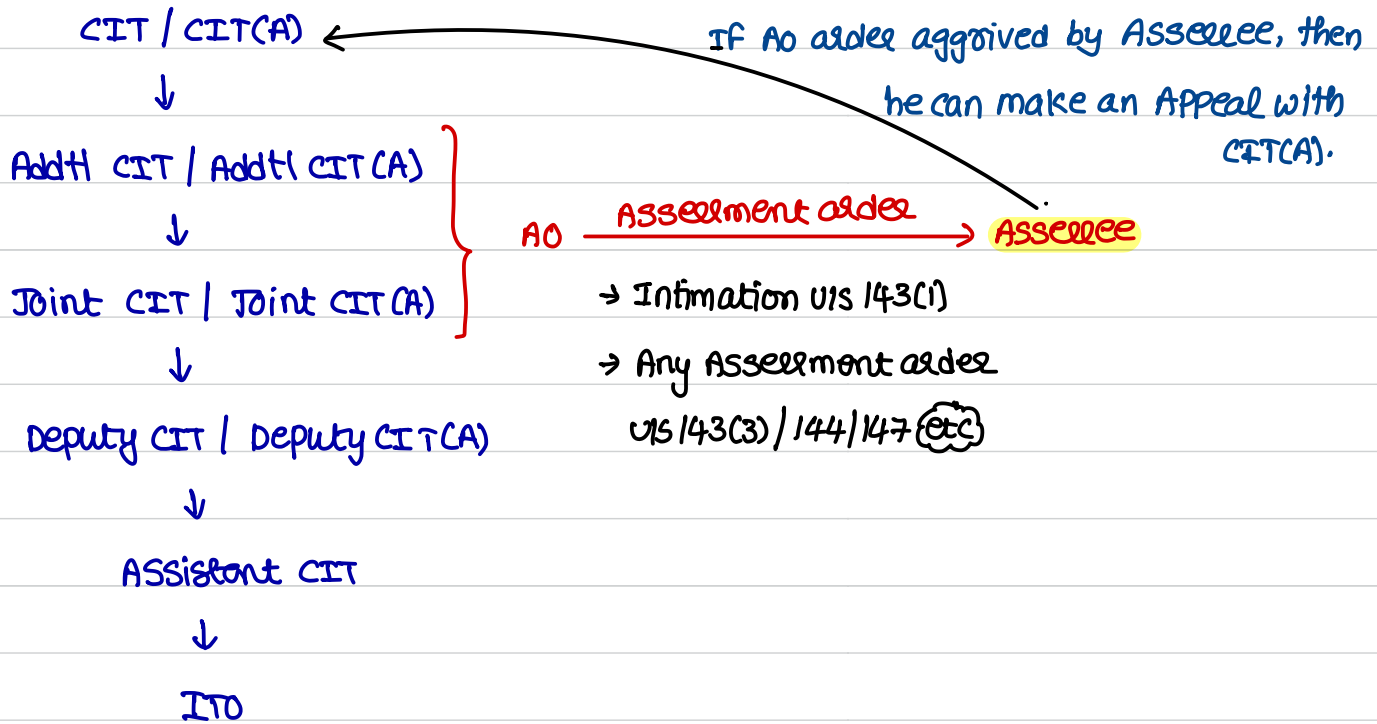 CIT / CIT(A)
If AO order aggrived by Assessee, then
he can make an Appeal with
CIT(A).
↓
Addtl CIT / Addtl CIT(A)
↓
Joint CIT / Joint CIT(A)
↓
Deputy CIT / Deputy CIT(A)
↓
Assistant CIT
↓
ITO
AO
Assessment order
Assessee
→ Intimation U/S 143(1)
→ Any Assessment order
U/S 143(3) / 144/147 etc